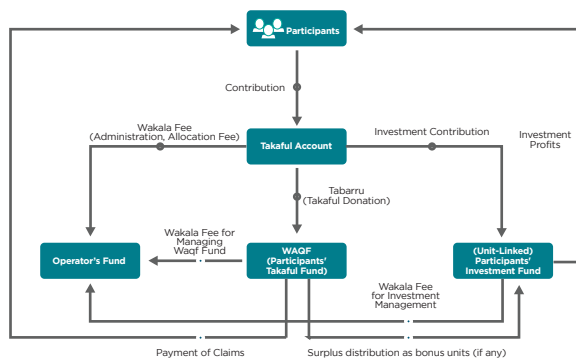 Participants
Contribution
Wakala Fee
(Administration, Allocation Fee)
Takaful Account
Investment Contribution
Investment
Profits
Tabarru
(Takaful Donation)
Operator's Fund
Wakala Fee for
Managing
Waqf Fund
WAQF
(Participants'
Takaful Fund)
(Unit-Linked)
Participants'
Investment Fund
Wakala Fee
for Investment
Management
Payment of Claims
Surplus distribution as bonus units (if any)